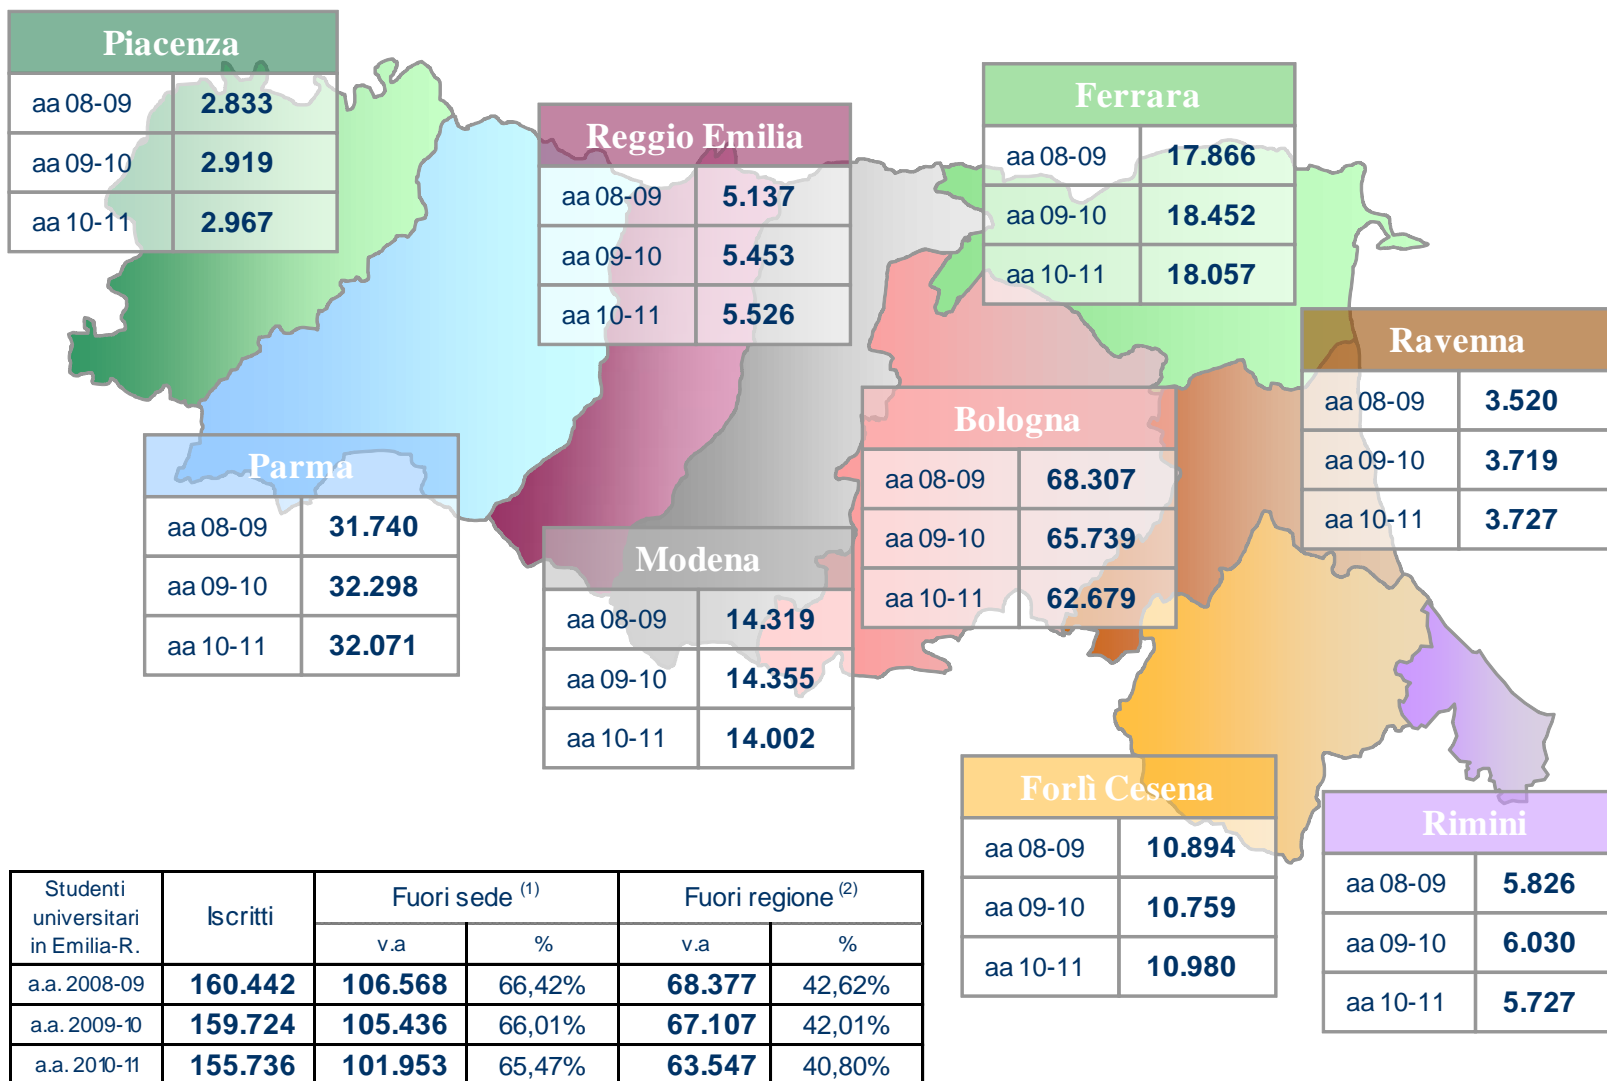 Piacenza
aa 08-09 2.833
aa 09-10 2.919
aa 10-11 2.967
Reggio Emilia
aa 08-09 5.137
aa 09-10 5.453
aa 10-11 5.526
Ferrara
aa 08-09 17.866
aa 09-10 18.452
aa 10-11 18.057
Ravenna
aa 08-09 3.520
aa 09-10 3.719
aa 10-11 3.727
Parma
aa 08-09 31.740
aa 09-10 32.298
aa 10-11 32.071
Bologna
aa 08-09 68.307
aa 09-10 65.739
aa 10-11 62.679
Modena
aa 08-09 14.319
aa 09-10 14.355
aa 10-11 14.002
Forlì Cesena
aa 08-09 10.894
aa 09-10 10.759
aa 10-11 10.980
Rimini
aa 08-09 5.826
aa 09-10 6.030
aa 10-11 5.727
Studenti
universitari
in Emilia-R.
Iscritti
Fuori sede (1)
Fuori regione (2)
v.a % v.a %
a.a. 2008-09 160.442 106.568 66,42% 68.377 42,62%
a.a. 2009-10 159.724 105.436 66,01% 67.107 42,01%
a.a. 2010-11 155.736 101.953 65,47% 63.547 40,80%